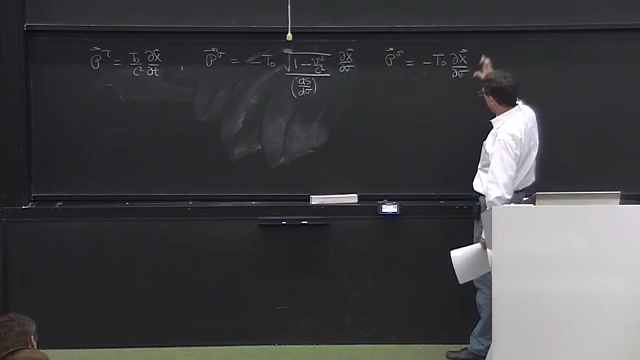 𝒫⃗^τ = T₀/c² ∂X⃗/∂t , 𝒫⃗^σ = − T₀ √(1 − v⊥²/c²) / (ds/dσ) ∂X⃗/∂σ 𝒫⃗^σ = − T₀ ∂X⃗/∂σ